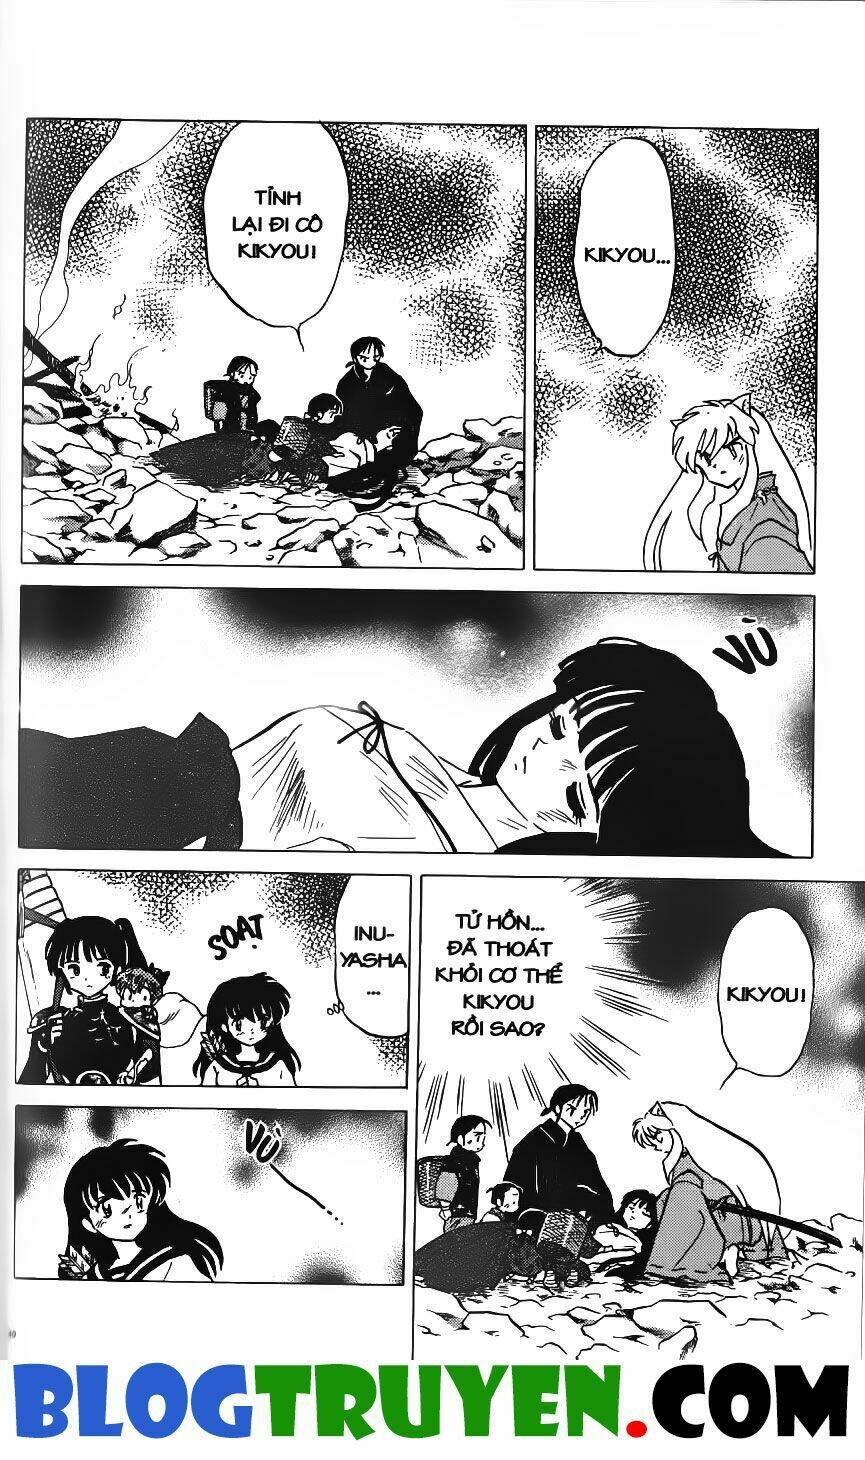 TỈNH
LẠI ĐI CÔ
KIKYOU!
KIKYOU...
VÙ
INU-
YASHA
...
SOẠT
TỬ HỒN...
ĐÃ THOÁT
KHỎI CƠ THỂ
KIKYOU
RỒI SAO?
KIKYOU!
VÙ
BLOGTRUYEN.COM